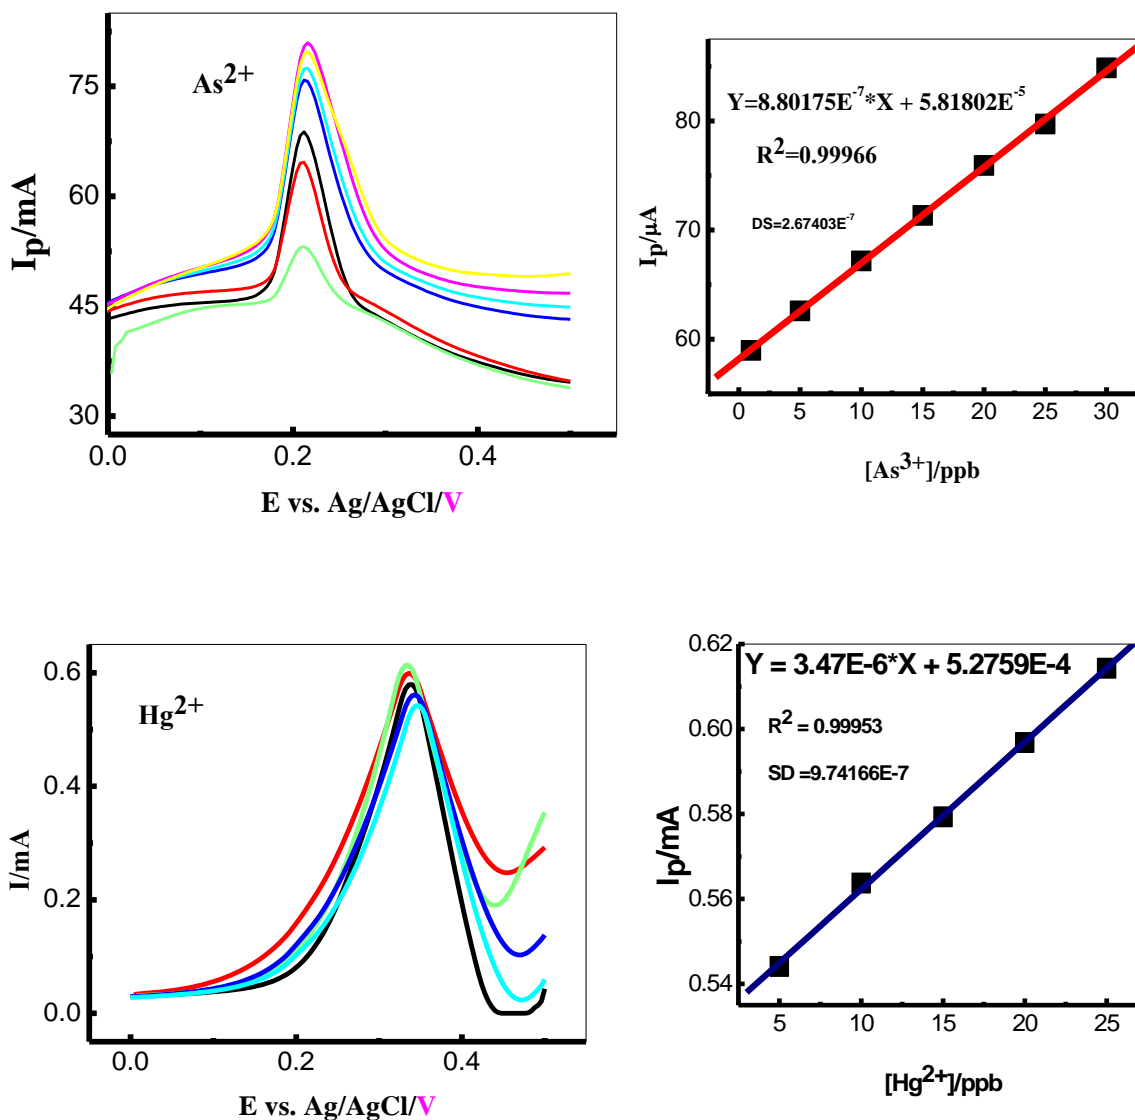 As2+
75
60
45
30
Ip/mA
0.0
0.2
0.4
E vs. Ag/AgCl/V
Y=8.80175E-7*X + 5.81802E-5
R2=0.99966
DS=2.67403E-7
80
70
60
Ip/µA
0
5
10
15
20
25
30
[As3+]/ppb
Hg2+
0.6
0.4
0.2
0.0
I/mA
0.0
0.2
0.4
E vs. Ag/AgCl/V
Y = 3.47E-6*X + 5.2759E-4
R2 = 0.99953
SD =9.74166E-7
0.62
0.60
0.58
0.56
0.54
Ip/mA
5
10
15
20
25
[Hg2+]/ppb